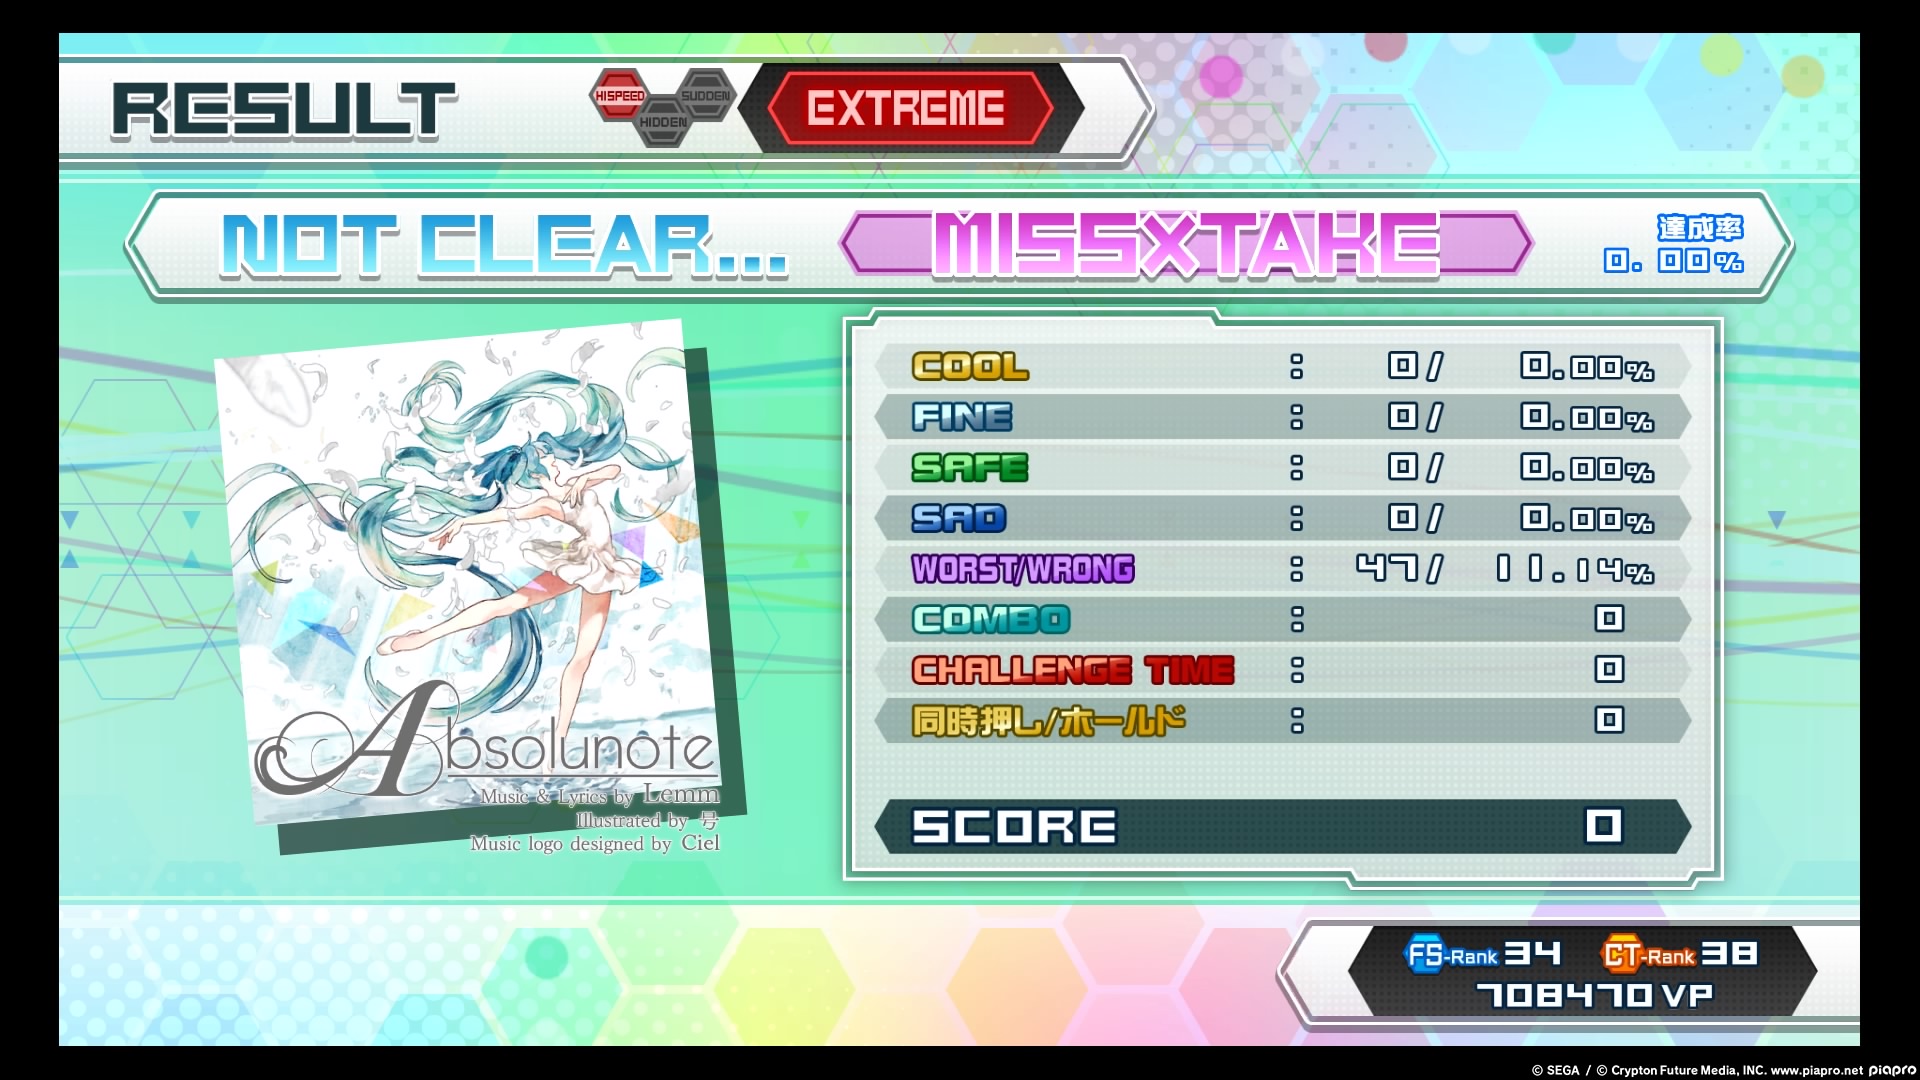 RESULT
HISPEED
HIDDEN
SUDDEN
EXTREME
NOT CLEAR...
MISS×TAKE
達成率
0.00%
COOL : 0/ 0.00%
FINE : 0/ 0.00%
SAFE : 0/ 0.00%
SAD : 0/ 0.00%
WORST/WRONG : 47/ 11.14%
COMBO : 0
CHALLENGE TIME : 0
同時押し/ホールド : 0
SCORE 0
Absolunote
Music & Lyrics by Lemm
Illustrated by 号
Music logo designed by Ciel
FS-Rank 34 CT-Rank 38
708470 VP
© SEGA / © Crypton Future Media, INC. www.piapro.net piapro